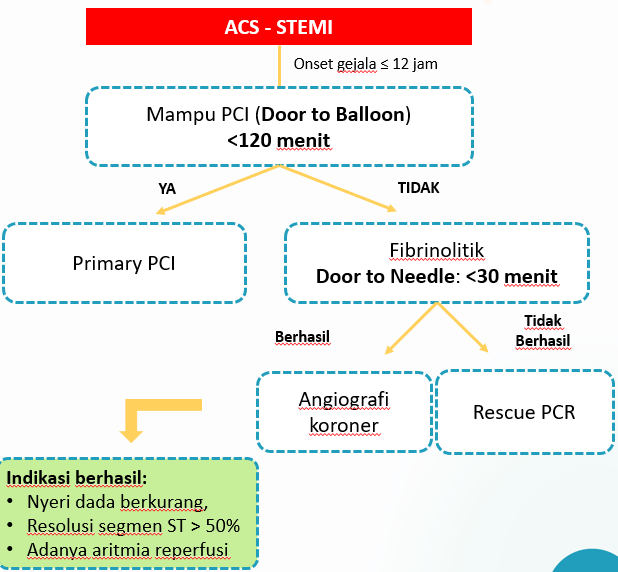 ACS - STEMI
Onset gejala ≤ 12 jam
Mampu PCI (Door to Balloon)
<120 menit
YA
TIDAK
Primary PCI
Fibrinolitik
Door to Needle: <30 menit
Berhasil
Tidak
Berhasil
Angiografi
koroner
Rescue PCR
Indikasi berhasil:
• Nyeri dada berkurang,
• Resolusi segmen ST > 50%
• Adanya aritmia reperfusi